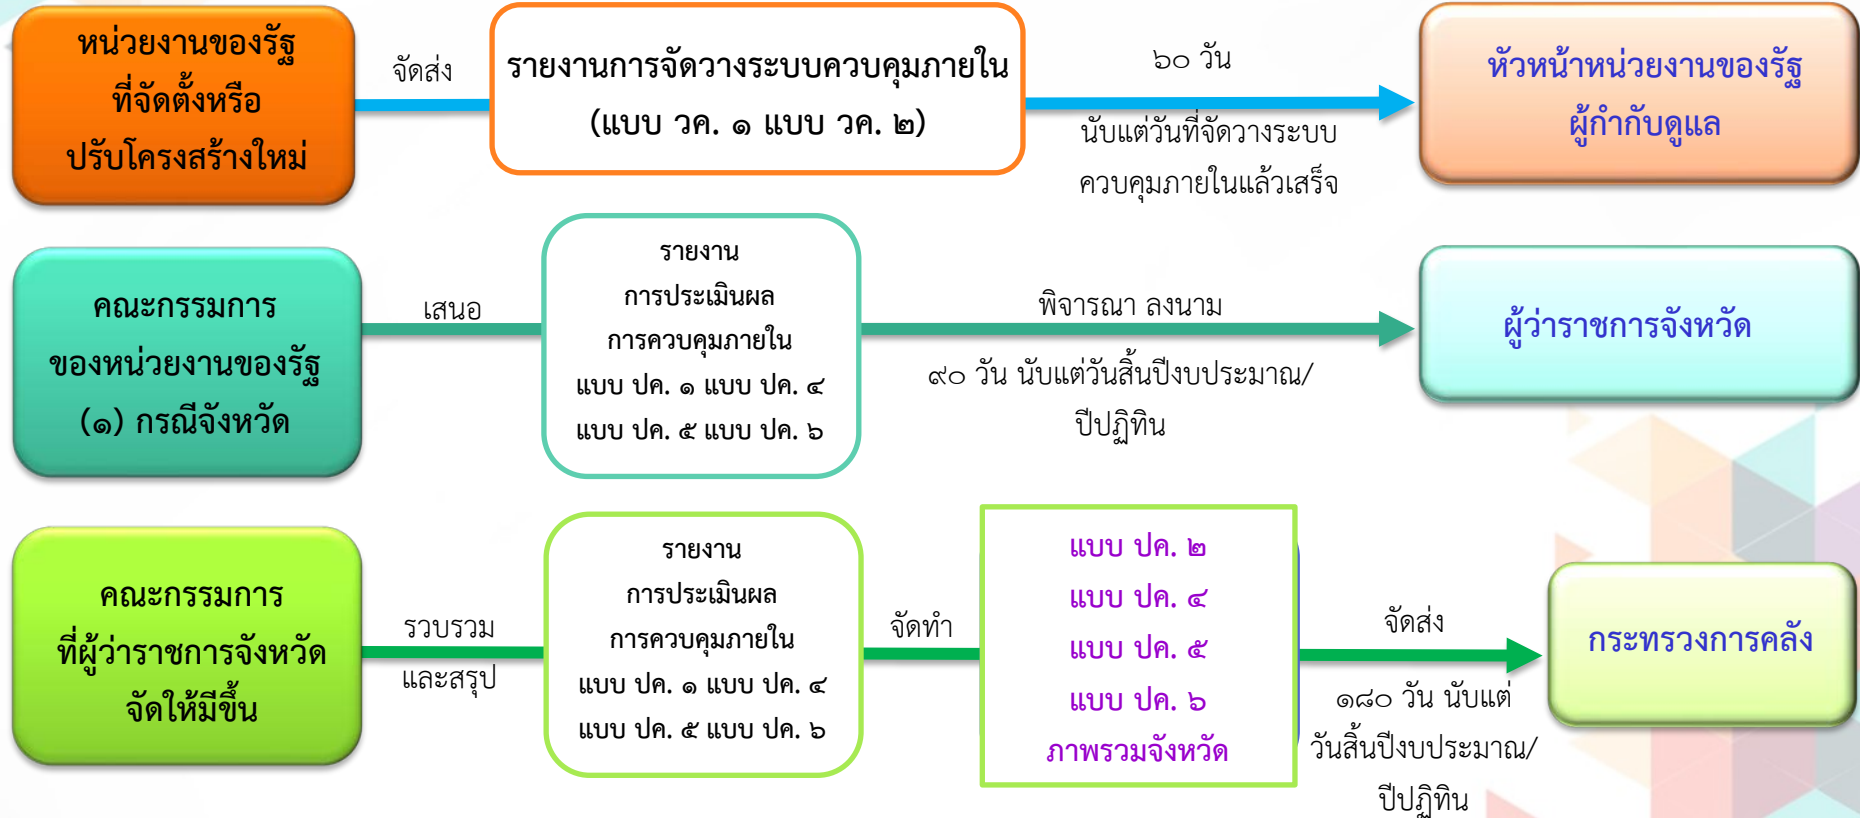 หน่วยงานของรัฐ
ที่จัดตั้งหรือ
ปรับโครงสร้างใหม่
จัดส่ง
รายงานการจัดวางระบบควบคุมภายใน
(แบบ วค. ๑ แบบ วค. ๒)
๖๐ วัน
นับแต่วันที่จัดวางระบบ
ควบคุมภายในแล้วเสร็จ
หัวหน้าหน่วยงานของรัฐ
ผู้กำกับดูแล
คณะกรรมการ
ของหน่วยงานของรัฐ
(๑) กรณีจังหวัด
เสนอ
รายงาน
การประเมินผล
การควบคุมภายใน
แบบ ปค. ๑ แบบ ปค. ๔
แบบ ปค. ๕ แบบ ปค. ๖
พิจารณา ลงนาม
๙๐ วัน นับแต่วันสิ้นปีงบประมาณ/
ปีปฏิทิน
ผู้ว่าราชการจังหวัด
คณะกรรมการ
ที่ผู้ว่าราชการจังหวัด
จัดให้มีขึ้น
รวบรวม
และสรุป
รายงาน
การประเมินผล
การควบคุมภายใน
แบบ ปค. ๑ แบบ ปค. ๔
แบบ ปค. ๕ แบบ ปค. ๖
จัดทำ
แบบ ปค. ๒
แบบ ปค. ๔
แบบ ปค. ๕
แบบ ปค. ๖
ภาพรวมจังหวัด
จัดส่ง
๑๘๐ วัน นับแต่
วันสิ้นปีงบประมาณ/
ปีปฏิทิน
กระทรวงการคลัง